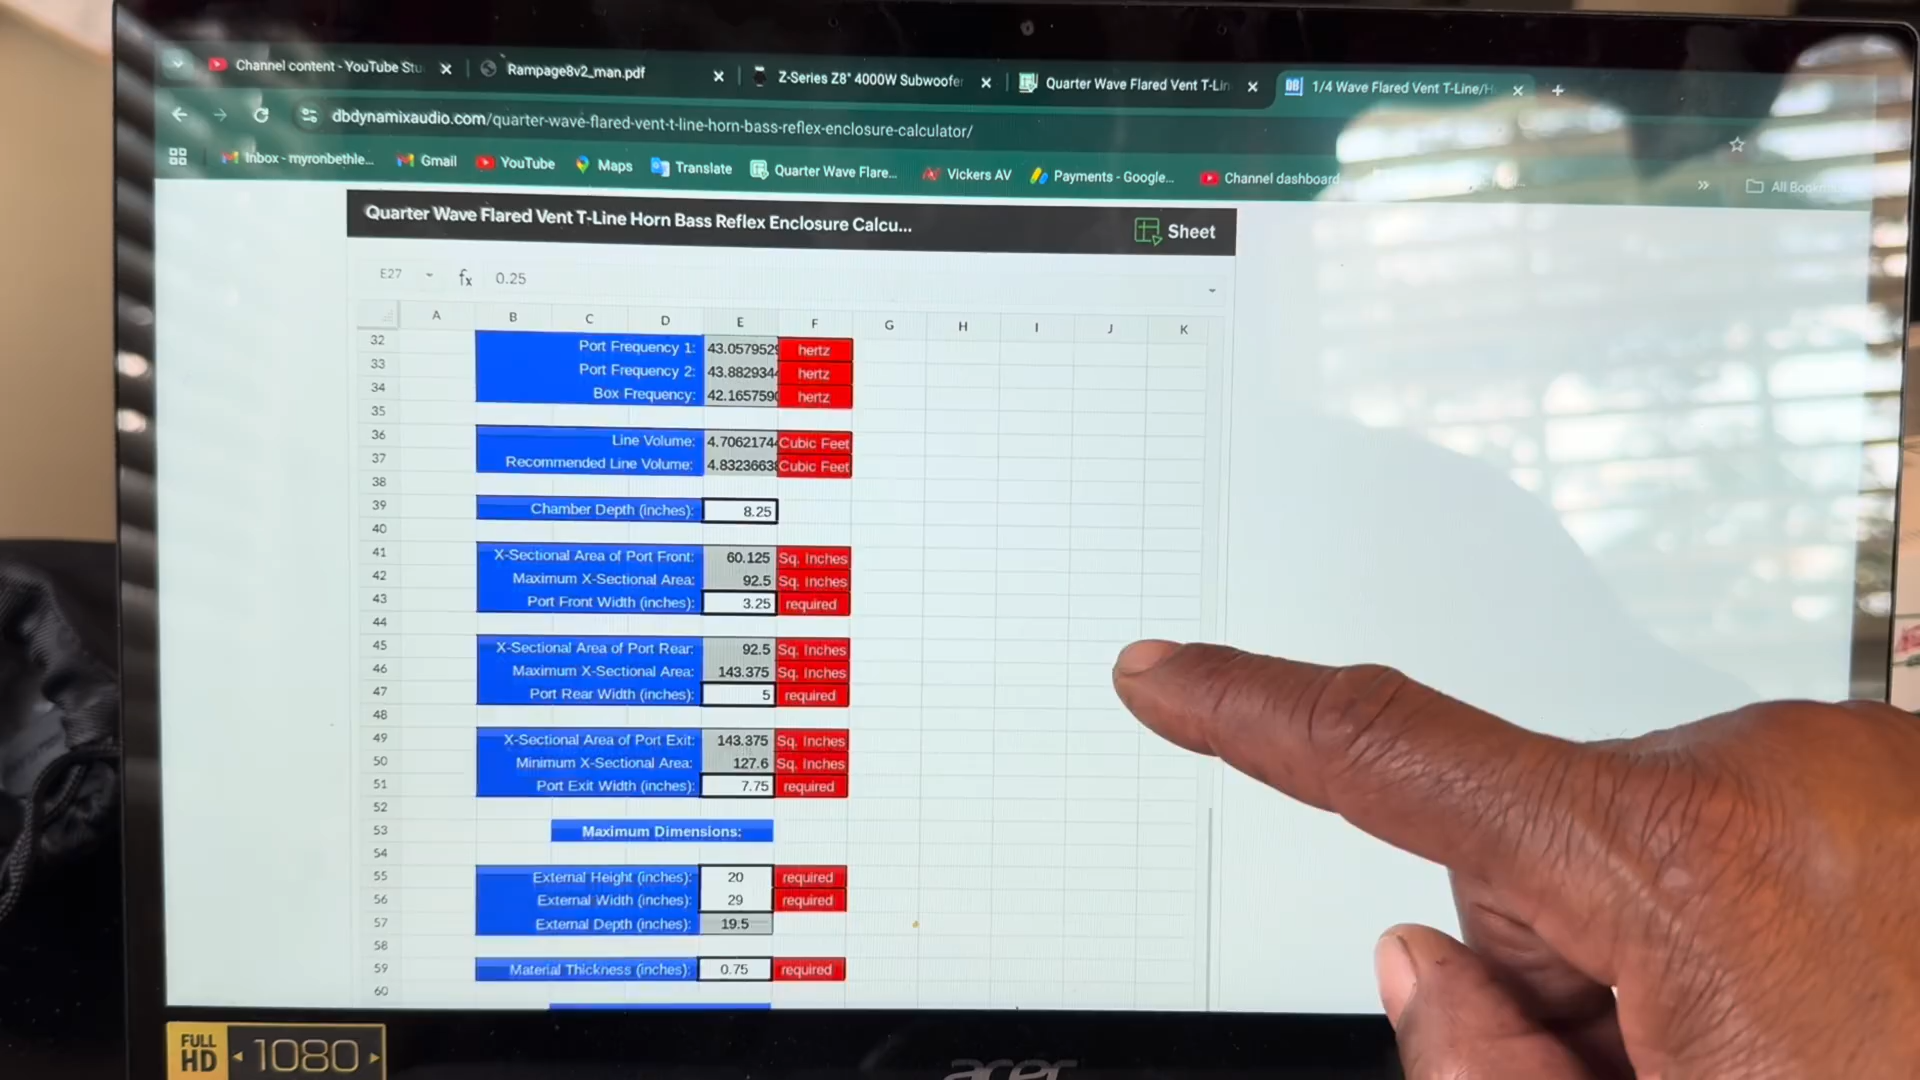 Channel content - YouTube Stu
Rampage8v2_man.pdf
Z-Series Z8" 4000W Subwoofer
Quarter Wave Flared Vent T-Lin
1/4 Wave Flared Vent T-Line/H
dbdynamixaudio.com/quarter-wave-flared-vent-t-line-horn-bass-reflex-enclosure-calculator/
Inbox - myronbethle...
Gmail
YouTube
Maps
Translate
Quarter Wave Flare...
Vickers AV
Payments - Google...
Channel dashboard
All Bookm
Quarter Wave Flared Vent T-Line Horn Bass Reflex Enclosure Calcu...
Sheet
E27 fx 0.25
A B C D E F G H I J K
32 Port Frequency 1: 43.0579529 hertz
33 Port Frequency 2: 43.8829344 hertz
34 Box Frequency: 42.1657590 hertz
35
36 Line Volume: 4.7062174 Cubic Feet
37 Recommended Line Volume: 4.8323663 Cubic Feet
38
39 Chamber Depth (inches): 8.25
40
41 X-Sectional Area of Port Front: 60.125 Sq. Inches
42 Maximum X-Sectional Area: 92.5 Sq. Inches
43 Port Front Width (inches): 3.25 required
44
45 X-Sectional Area of Port Rear: 92.5 Sq. Inches
46 Maximum X-Sectional Area: 143.375 Sq. Inches
47 Port Rear Width (inches): 5 required
48
49 X-Sectional Area of Port Exit: 143.375 Sq. Inches
50 Minimum X-Sectional Area: 127.6 Sq. Inches
51 Port Exit Width (inches): 7.75 required
52
53 Maximum Dimensions:
54
55 External Height (inches): 20 required
56 External Width (inches): 29 required
57 External Depth (inches): 19.5
58
59 Material Thickness (inches): 0.75 required
60
FULL HD 1080
acer